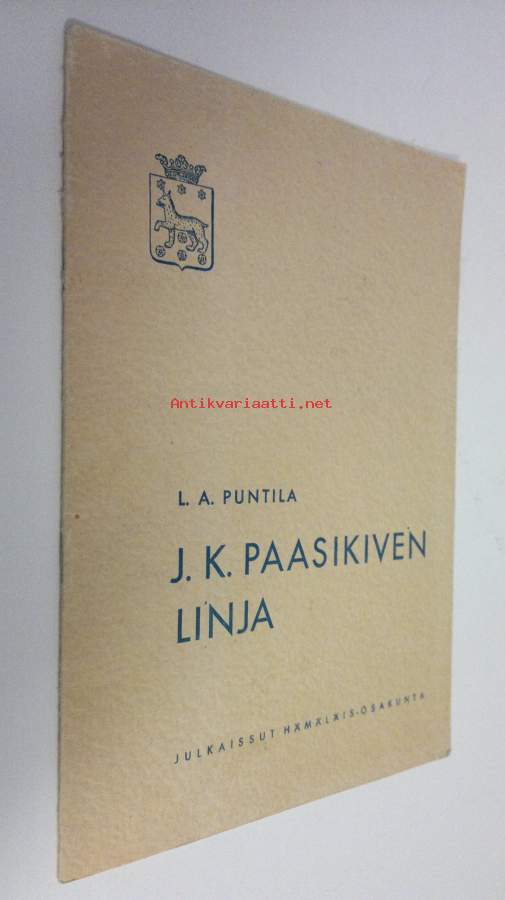 Antikvariaatti.net
L. A. PUNTILA
J. K. PAASIKIVEN
LINJA
JULKAISSUT HÄMÄLÄIS-OSAKUNTA